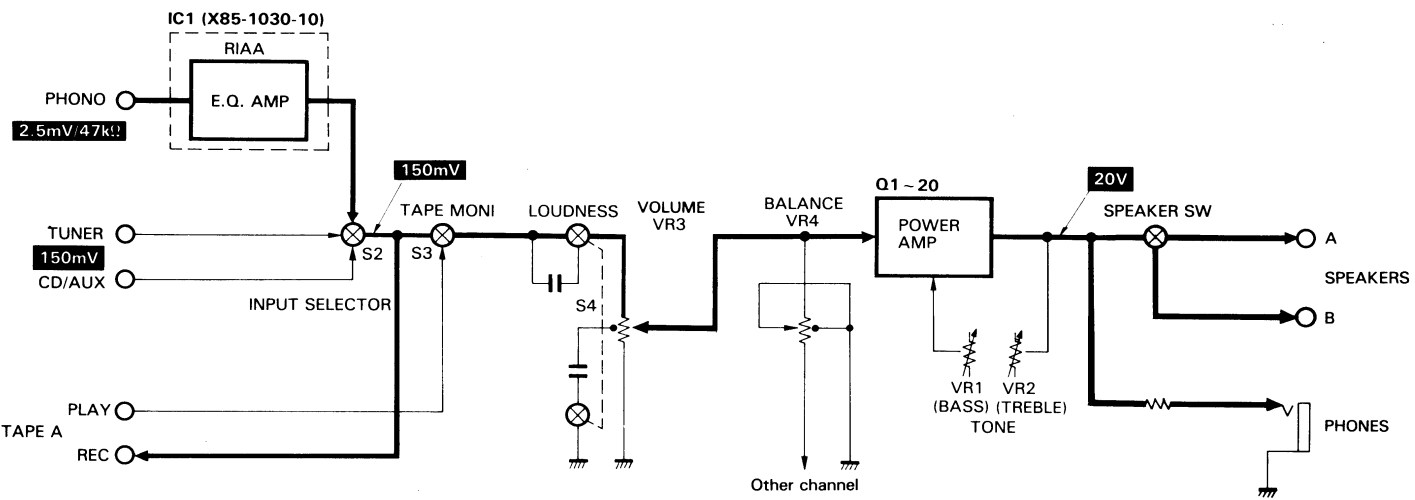 IC1 (X85-1030-10)
RIAA
E.Q. AMP
PHONO
2.5mV/47kΩ
150mV
TAPE MONI
LOUDNESS
VOLUME
VR3
BALANCE
VR4
Q1 ~ 20
POWER
AMP
20V
SPEAKER SW
TUNER
150mV
CD/AUX
S2
S3
INPUT SELECTOR
S4
A
SPEAKERS
B
VR1
(BASS)
VR2
(TREBLE)
TONE
PLAY
TAPE A
REC
PHONES
Other channel